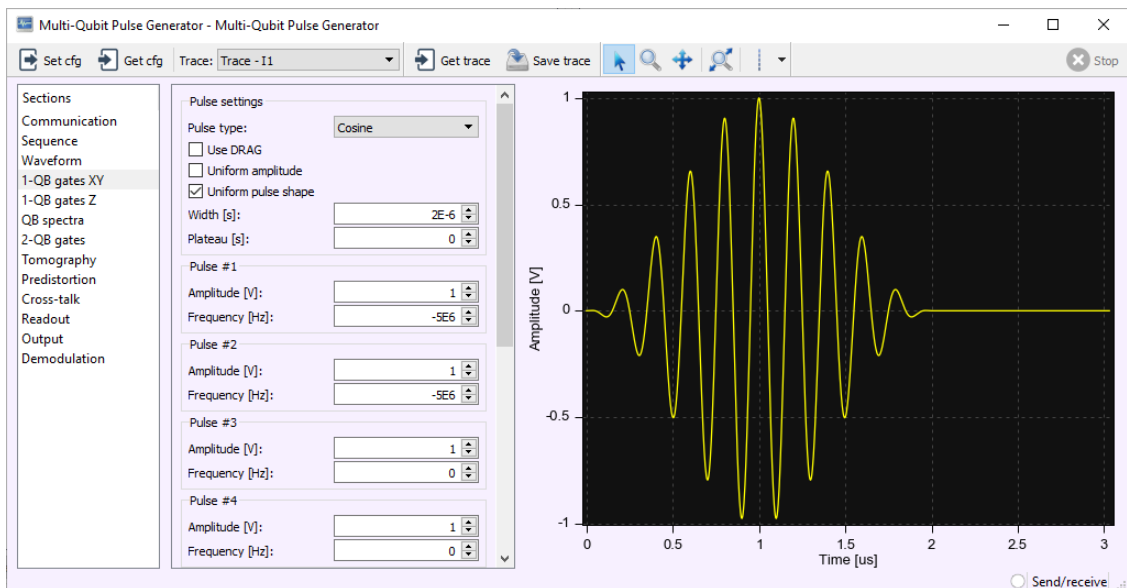 Multi-Qubit Pulse Generator - Multi-Qubit Pulse Generator
Set cfg Get cfg Trace: Trace - I1 Get trace Save trace Stop
Sections
Communication
Sequence
Waveform
1-QB gates XY
1-QB gates Z
QB spectra
2-QB gates
Tomography
Predistortion
Cross-talk
Readout
Output
Demodulation
Pulse settings
Pulse type: Cosine
Use DRAG
Uniform amplitude
Uniform pulse shape
Width [s]: 2E-6
Plateau [s]: 0
Pulse #1
Amplitude [V]: 1
Frequency [Hz]: -5E6
Pulse #2
Amplitude [V]: 1
Frequency [Hz]: -5E6
Pulse #3
Amplitude [V]: 1
Frequency [Hz]: 0
Pulse #4
Amplitude [V]: 1
Frequency [Hz]: 0
Amplitude [V]
1
0.5
0
-0.5
-1
0 0.5 1 1.5 2 2.5 3
Time [us]
Send/receive